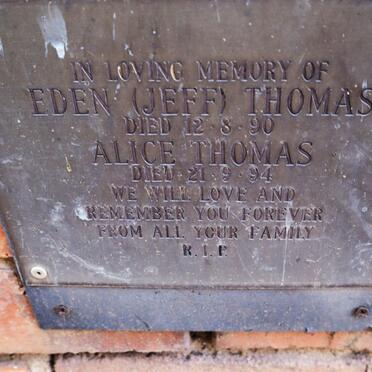 IN LOVING MEMORY OF
EDEN (JEFF) THOMAS
DIED 12·8·90
ALICE THOMAS
DIED 21·9·94
WE WILL LOVE AND
REMEMBER YOU FOREVER
FROM ALL YOUR FAMILY
R.I.P.